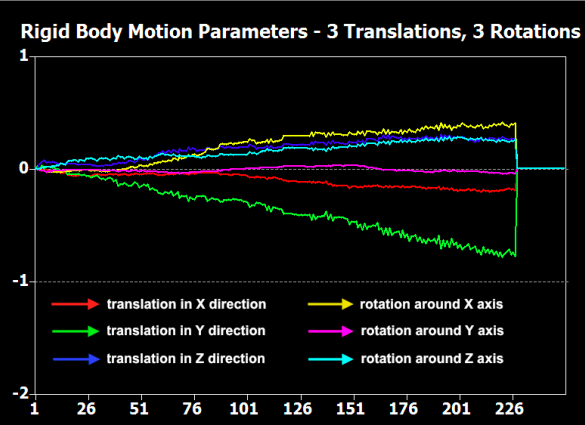 Rigid Body Motion Parameters - 3 Translations, 3 Rotations
1
0
-1
translation in X direction rotation around X axis
translation in Y direction rotation around Y axis
translation in Z direction rotation around Z axis
-2
1 26 51 76 101 126 151 176 201 226